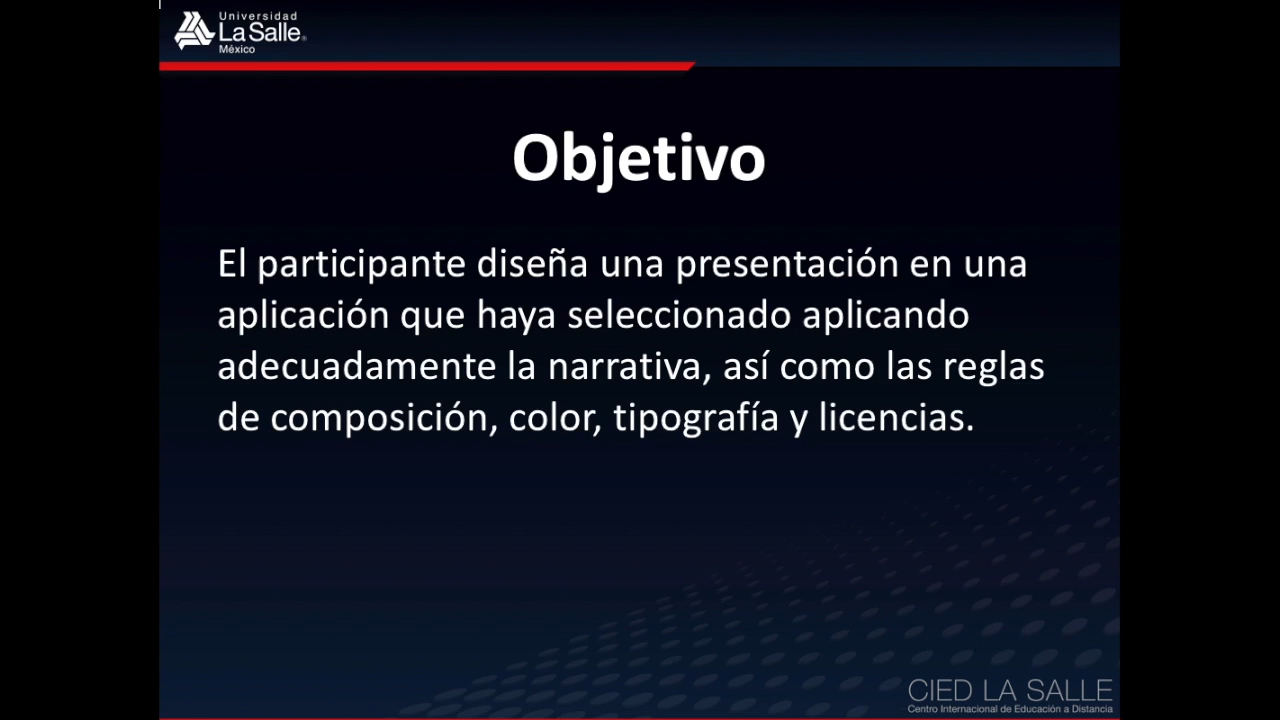 Universidad
La Salle®
México
Objetivo
El participante diseña una presentación en una
aplicación que haya seleccionado aplicando
adecuadamente la narrativa, así como las reglas
de composición, color, tipografía y licencias.
CIED LA SALLE
Centro Internacional de Educación a Distancia